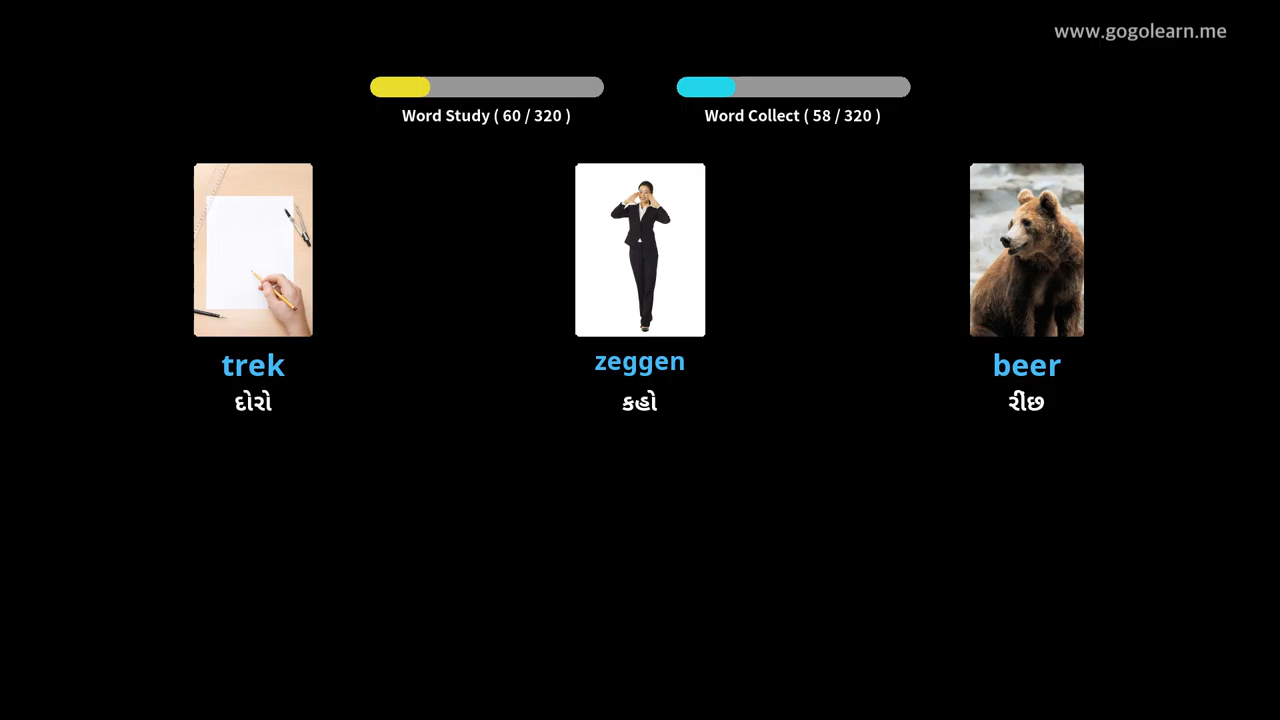 www.gogolearn.me
Word Study ( 60 / 320 )
Word Collect ( 58 / 320 )
trek
zeggen
beer
દોરો
કહો
રીંછ